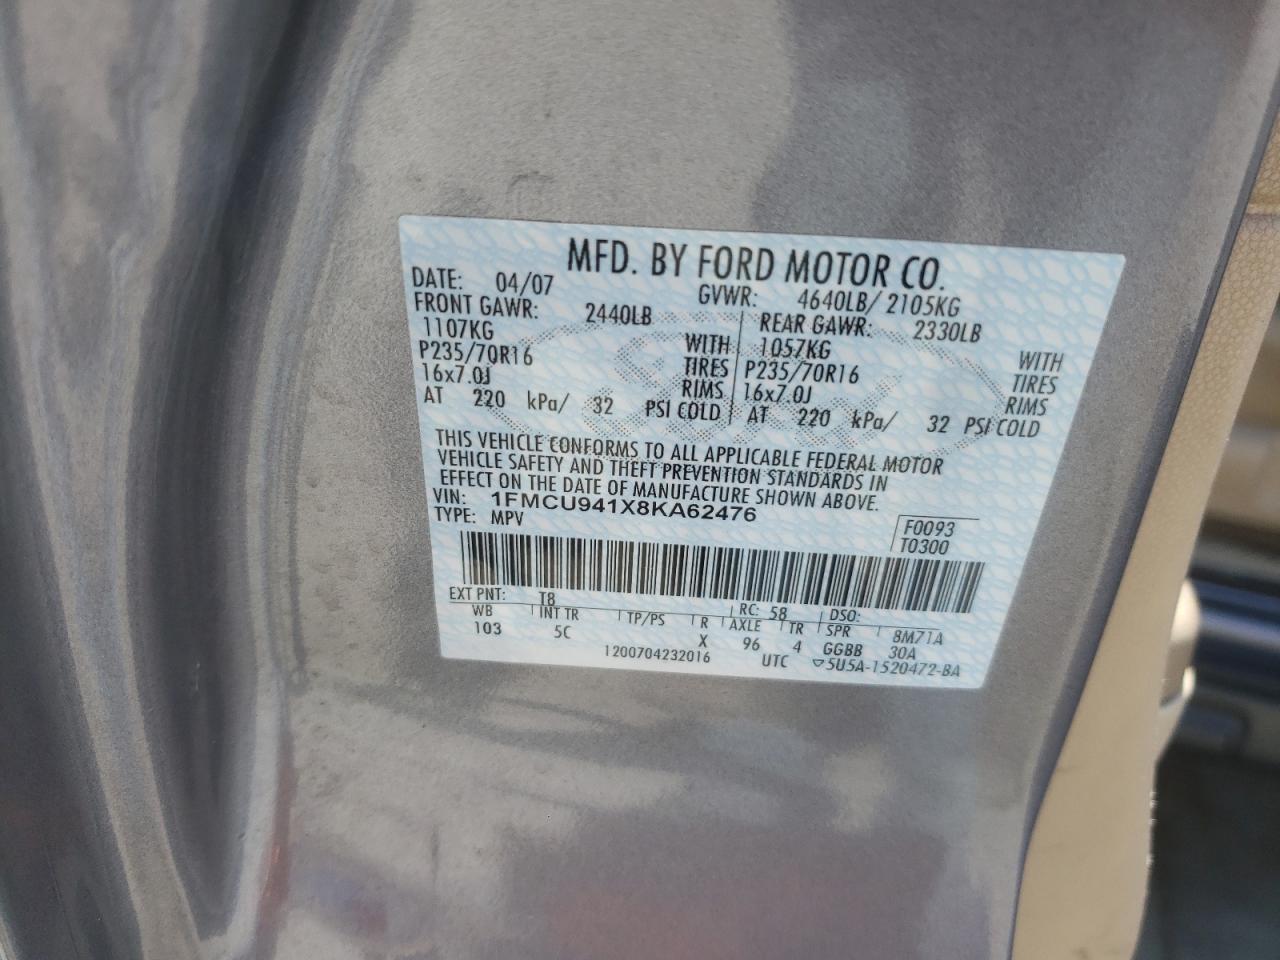 MFD. BY FORD MOTOR CO.
DATE: 04/07 GVWR: 4640LB/ 2105KG
FRONT GAWR: 2440LB REAR GAWR: 2330LB
1107KG WITH 1057KG WITH
P235/70R16 TIRES P235/70R16 TIRES
16x7.0J RIMS 16x7.0J RIMS
AT 220 kPa/ 32 PSI COLD AT 220 kPa/ 32 PSI COLD
THIS VEHICLE CONFORMS TO ALL APPLICABLE FEDERAL MOTOR
VEHICLE SAFETY AND THEFT PREVENTION STANDARDS IN
EFFECT ON THE DATE OF MANUFACTURE SHOWN ABOVE.
VIN: 1FMCU941X8KA62476
TYPE: MPV
F0093
T0300
EXT PNT: T8 RC: 58 DSO:
WB INT TR TP/PS R AXLE TR SPR 8M71A
103 5C X 96 4 GGBB 30A
1200704232016 UTC ▽5U5A-1520472-BA